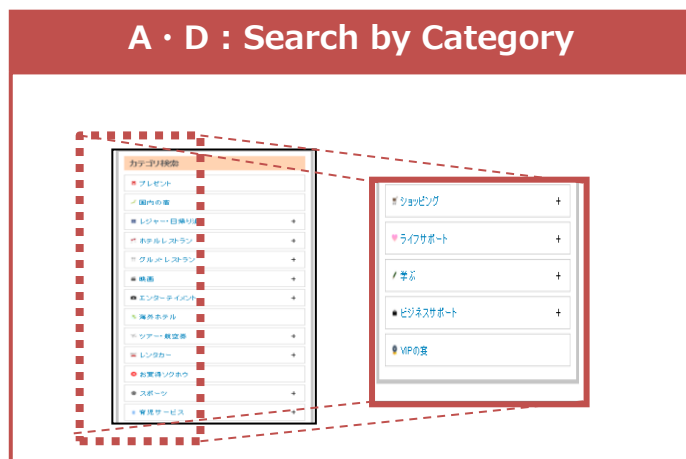 A・D：Search by Category
カテゴリ検索
プレゼント
国内の宿
レジャー・日帰り
ホテルレストラン
グルメ・レストラン
映画
エンターテイメント
海外ホテル
ツアー・航空券
レンタカー
お買得ソクホウ
スポーツ
育児サービス
ショッピング
ライフサポート
学ぶ
ビジネスサポート
VIPの宴